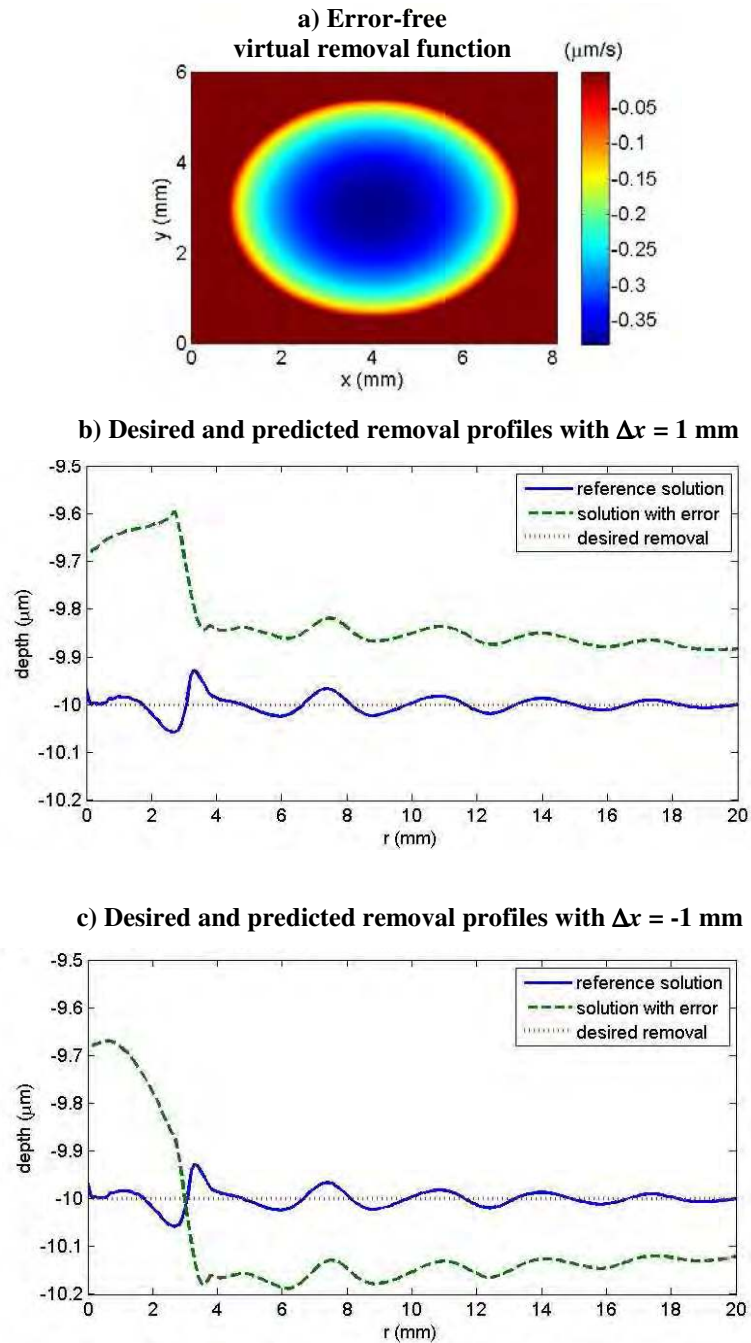 a) Error-free
virtual removal function
(μm/s)
6
4
2
0
y (mm)
0 2 4 6 8
x (mm)
-0.05
-0.1
-0.15
-0.2
-0.25
-0.3
-0.35
b) Desired and predicted removal profiles with Δx = 1 mm
-9.5
-9.6
-9.7
-9.8
-9.9
-10
-10.1
-10.2
depth (μm)
reference solution
solution with error
desired removal
0 2 4 6 8 10 12 14 16 18 20
r (mm)
c) Desired and predicted removal profiles with Δx = -1 mm
-9.5
-9.6
-9.7
-9.8
-9.9
-10
-10.1
-10.2
depth (μm)
reference solution
solution with error
desired removal
0 2 4 6 8 10 12 14 16 18 20
r (mm)